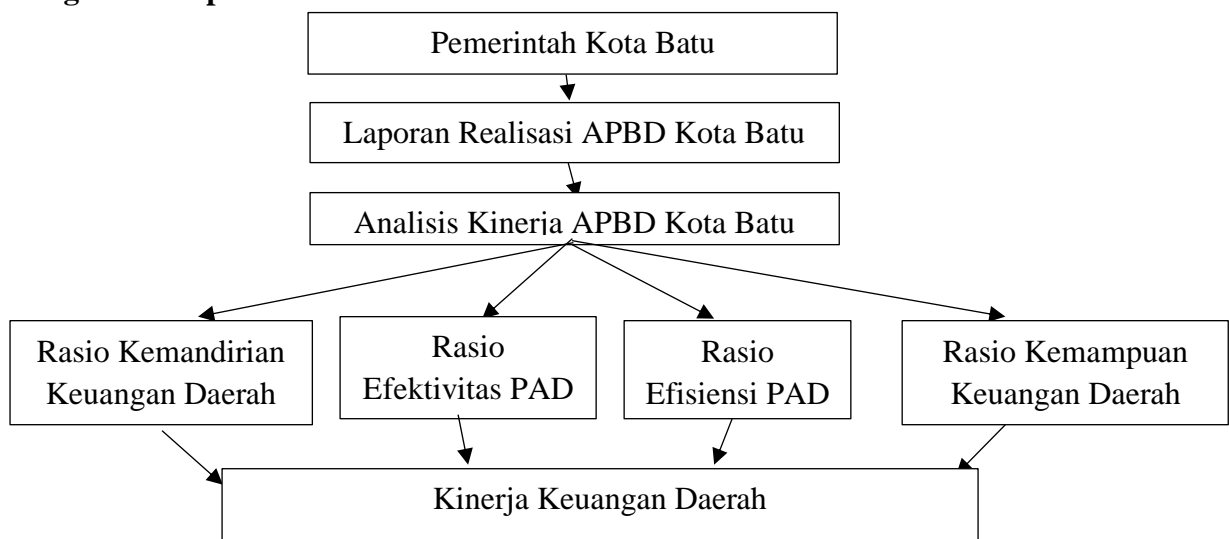 Pemerintah Kota Batu
Laporan Realisasi APBD Kota Batu
Analisis Kinerja APBD Kota Batu
Rasio Kemandirian
Keuangan Daerah
Rasio
Efektivitas PAD
Rasio
Efisiensi PAD
Rasio Kemampuan
Keuangan Daerah
Kinerja Keuangan Daerah